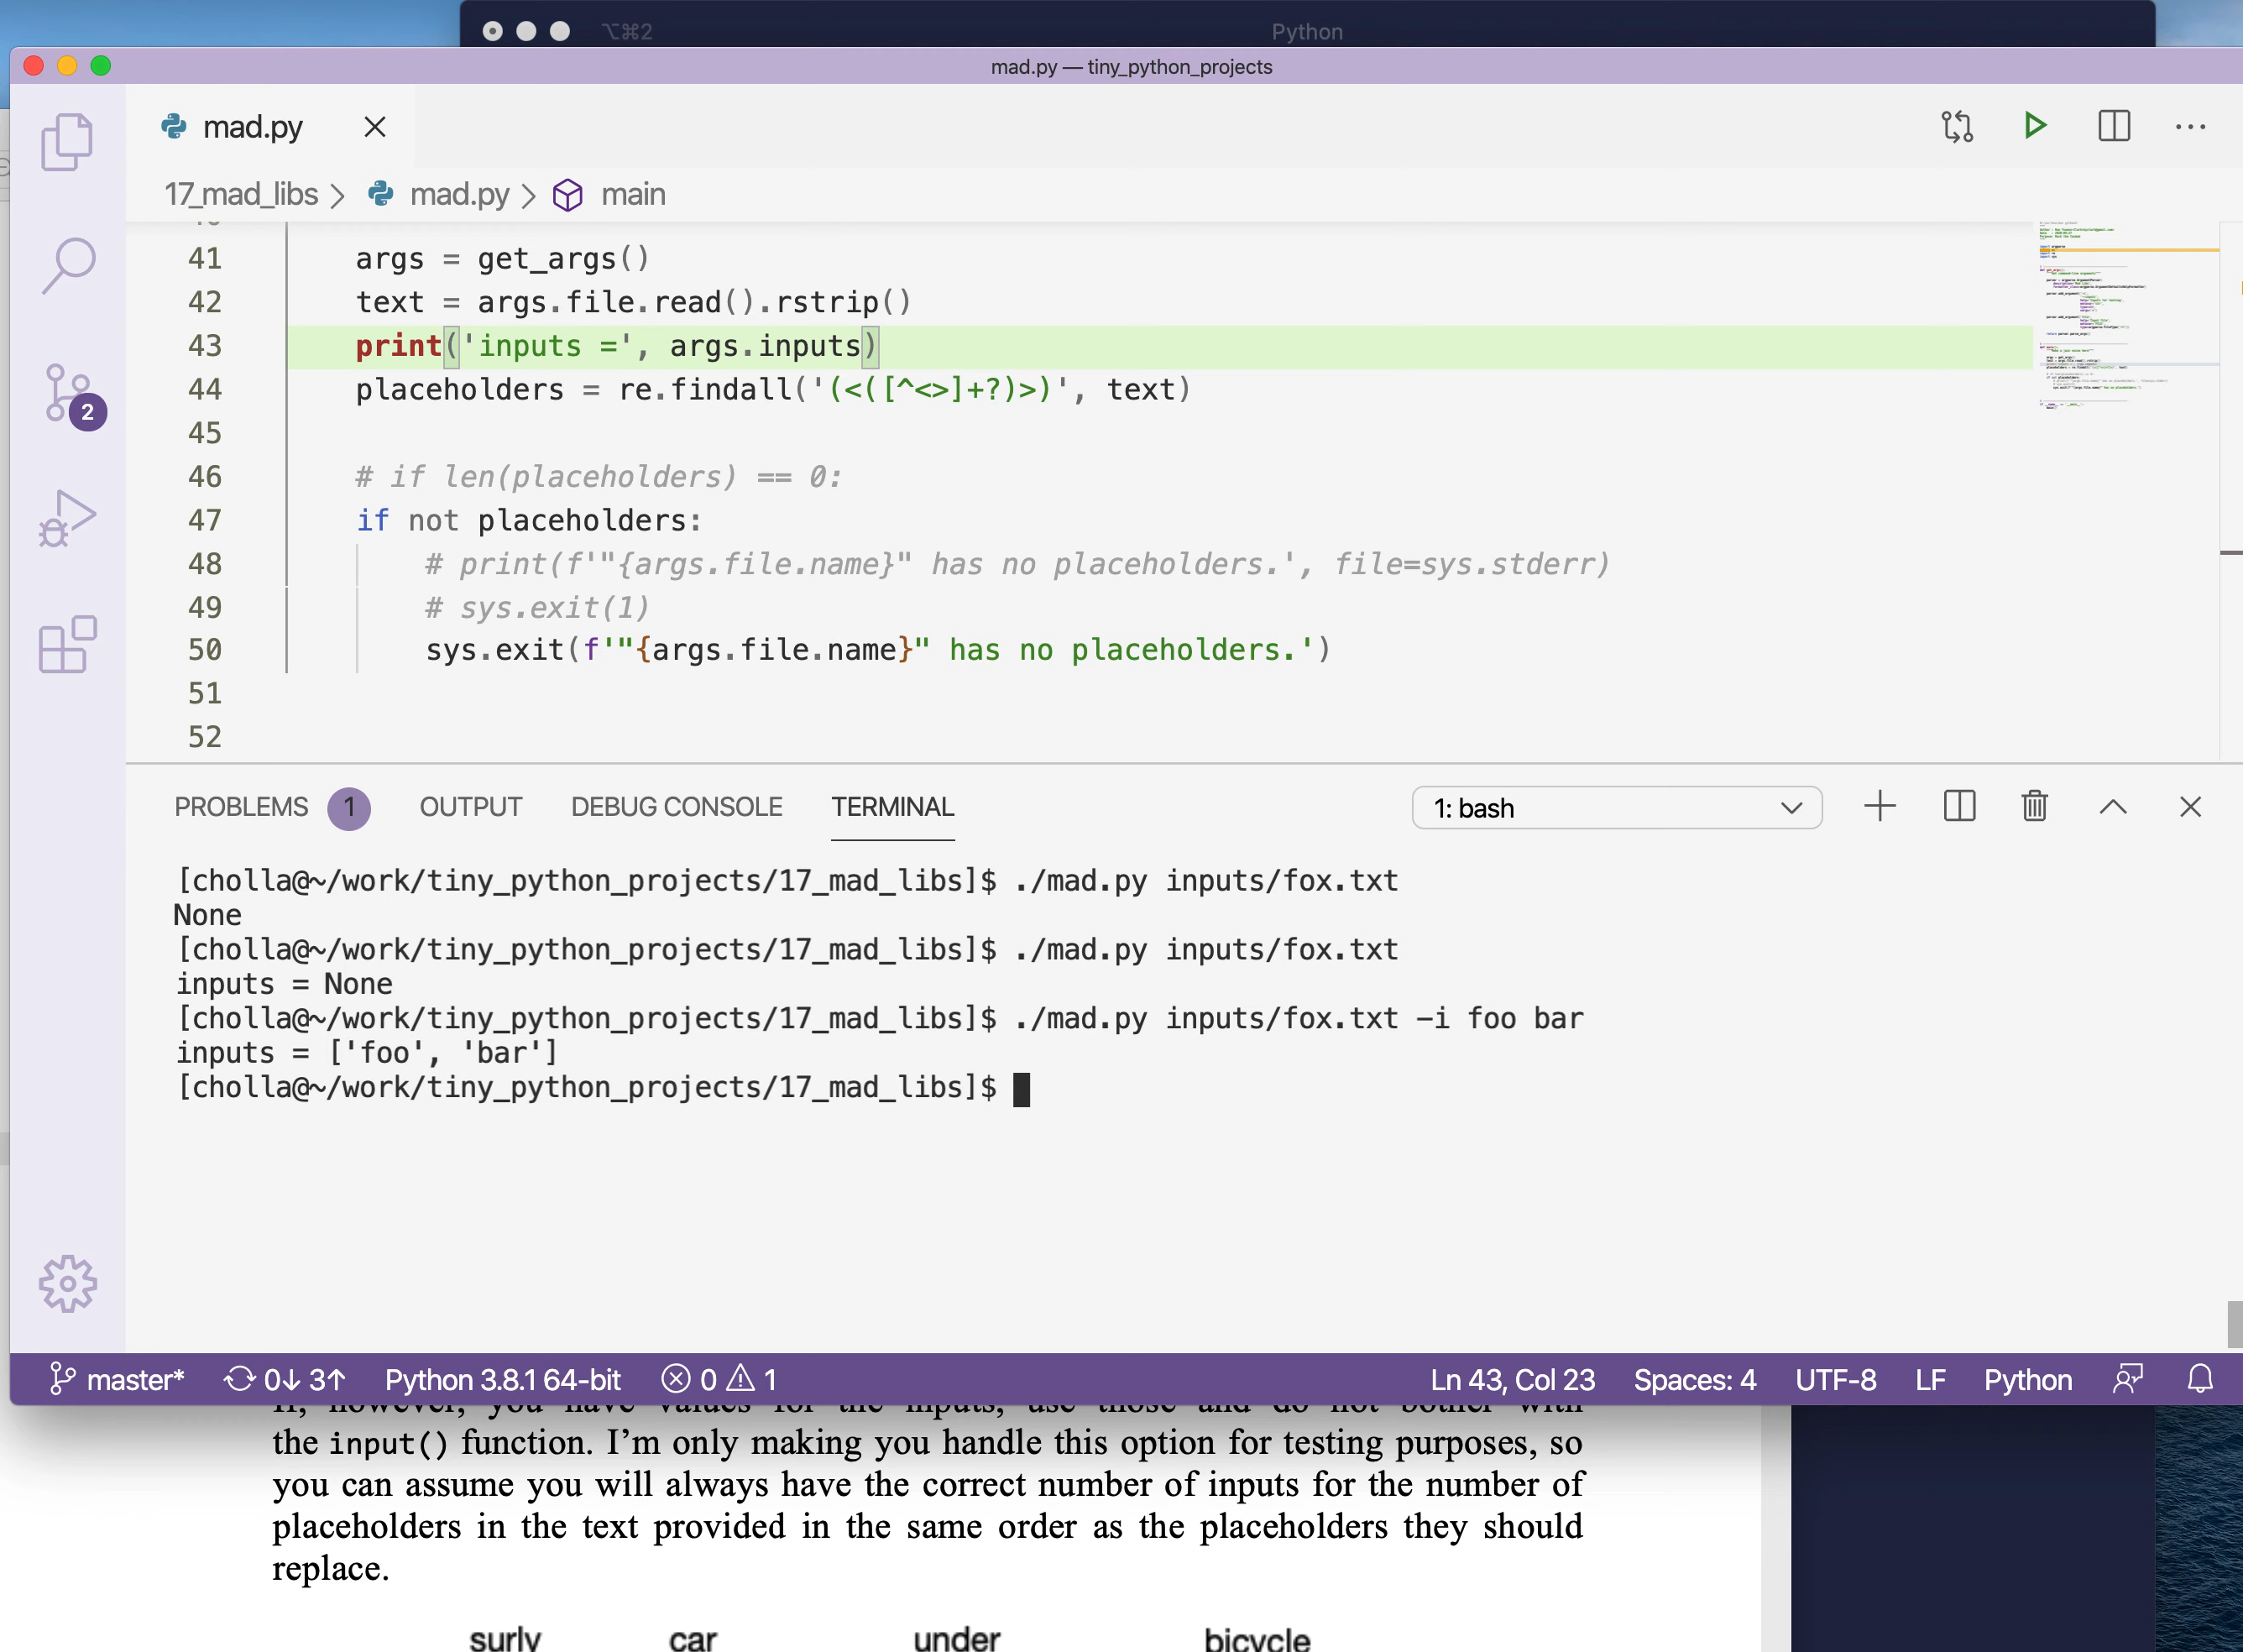 ⌥⌘2 Python
mad.py — tiny_python_projects
mad.py
17_mad_libs > mad.py > main
41 args = get_args()
42 text = args.file.read().rstrip()
43 print('inputs =', args.inputs)
44 placeholders = re.findall('(<([^<>]+?)>)', text)
45
46 # if len(placeholders) == 0:
47 if not placeholders:
48 # print(f'"{args.file.name}" has no placeholders.', file=sys.stderr)
49 # sys.exit(1)
50 sys.exit(f'"{args.file.name}" has no placeholders.')
51
52
2
PROBLEMS 1 OUTPUT DEBUG CONSOLE TERMINAL 1: bash
[cholla@~/work/tiny_python_projects/17_mad_libs]$ ./mad.py inputs/fox.txt
None
[cholla@~/work/tiny_python_projects/17_mad_libs]$ ./mad.py inputs/fox.txt
inputs = None
[cholla@~/work/tiny_python_projects/17_mad_libs]$ ./mad.py inputs/fox.txt -i foo bar
inputs = ['foo', 'bar']
[cholla@~/work/tiny_python_projects/17_mad_libs]$
master* 0↓ 3↑ Python 3.8.1 64-bit 0 1 Ln 43, Col 23 Spaces: 4 UTF-8 LF Python
the input() function. I'm only making you handle this option for testing purposes, so
you can assume you will always have the correct number of inputs for the number of
placeholders in the text provided in the same order as the placeholders they should
replace.
surly car under bicycle